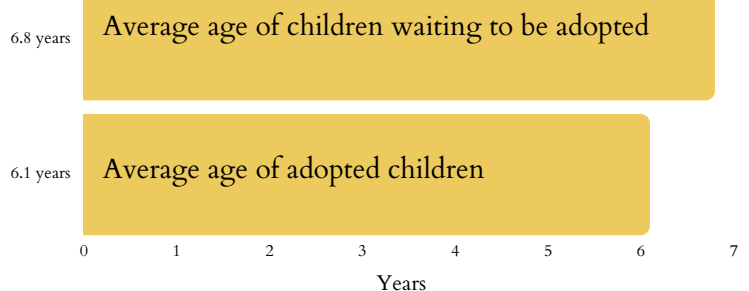 Average age of children waiting to be adopted
6.8 years
Average age of adopted children
6.1 years
0 1 2 3 4 5 6 7
Years